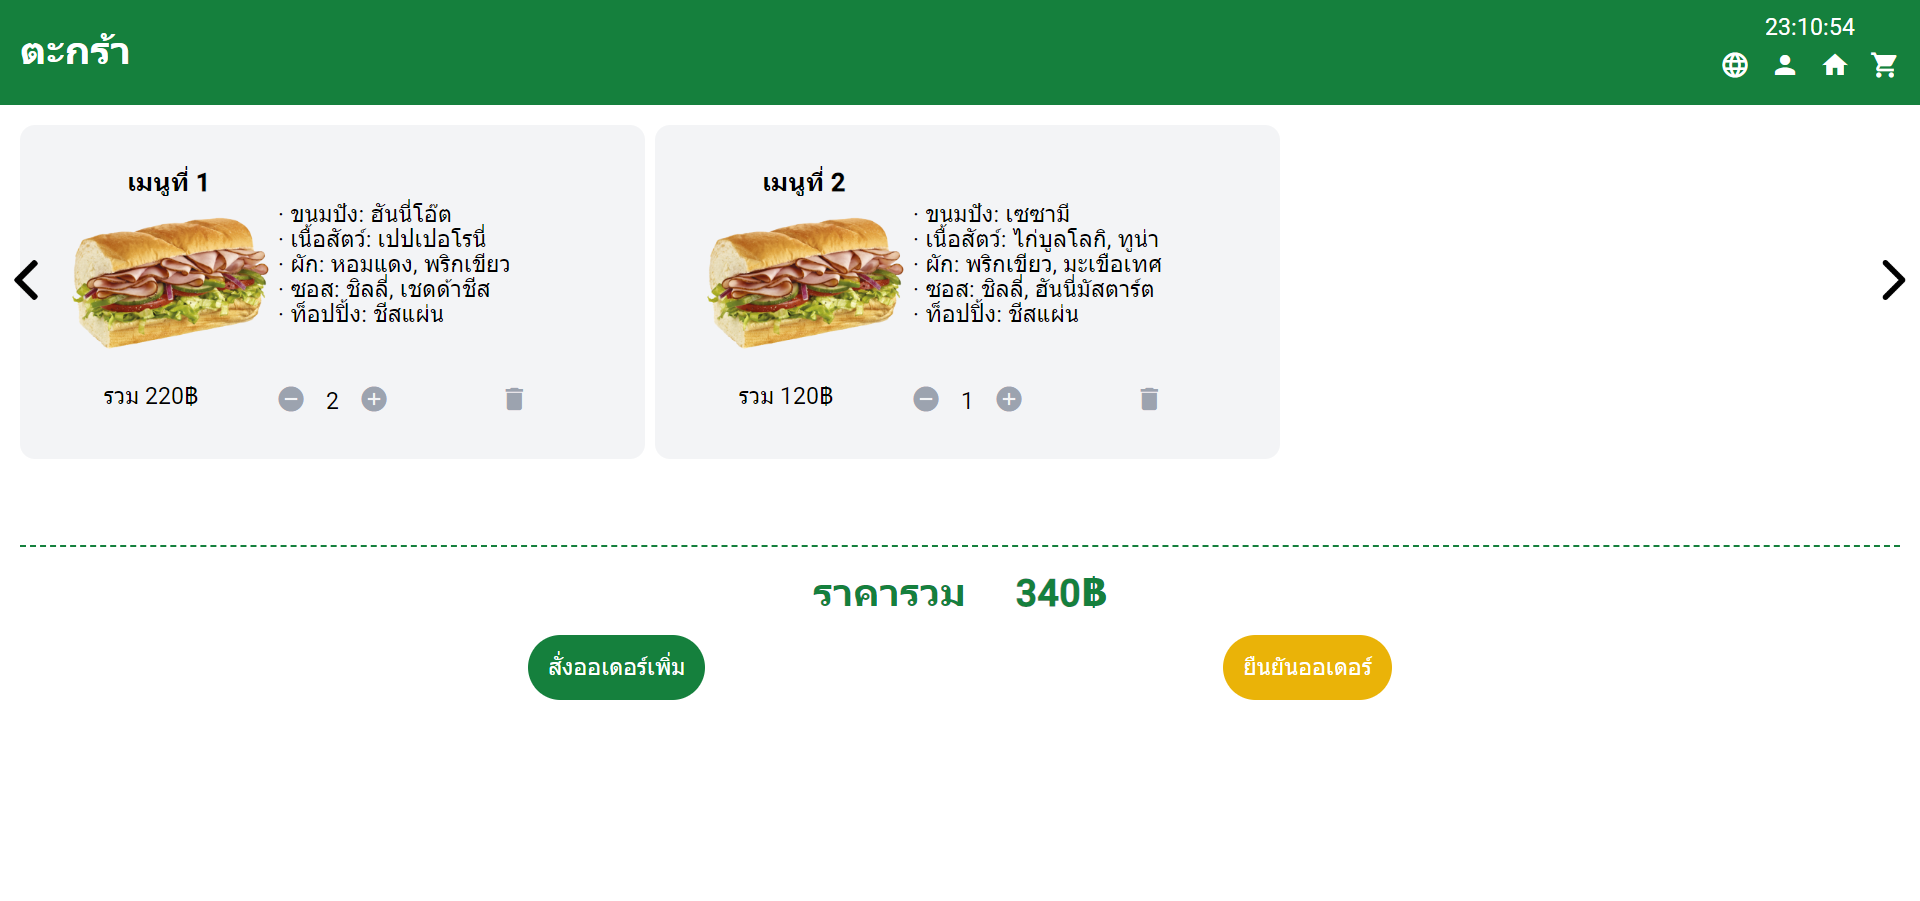 ตะกร้า
23:10:54
เมนูที่ 1
· ขนมปัง: ฮันนี่โอ๊ต
· เนื้อสัตว์: เปปเปอโรนี่
· ผัก: หอมแดง, พริกเขียว
· ซอส: ชิลลี่, เชดด้าชีส
· ท็อปปิ้ง: ชีสแผ่น
รวม 220฿
2
เมนูที่ 2
· ขนมปัง: เซซามี
· เนื้อสัตว์: ไก่บูลโลกิ, ทูน่า
· ผัก: พริกเขียว, มะเขือเทศ
· ซอส: ชิลลี่, ฮันนี่มัสตาร์ต
· ท็อปปิ้ง: ชีสแผ่น
รวม 120฿
1
ราคารวม 340฿
สั่งออเดอร์เพิ่ม
ยืนยันออเดอร์